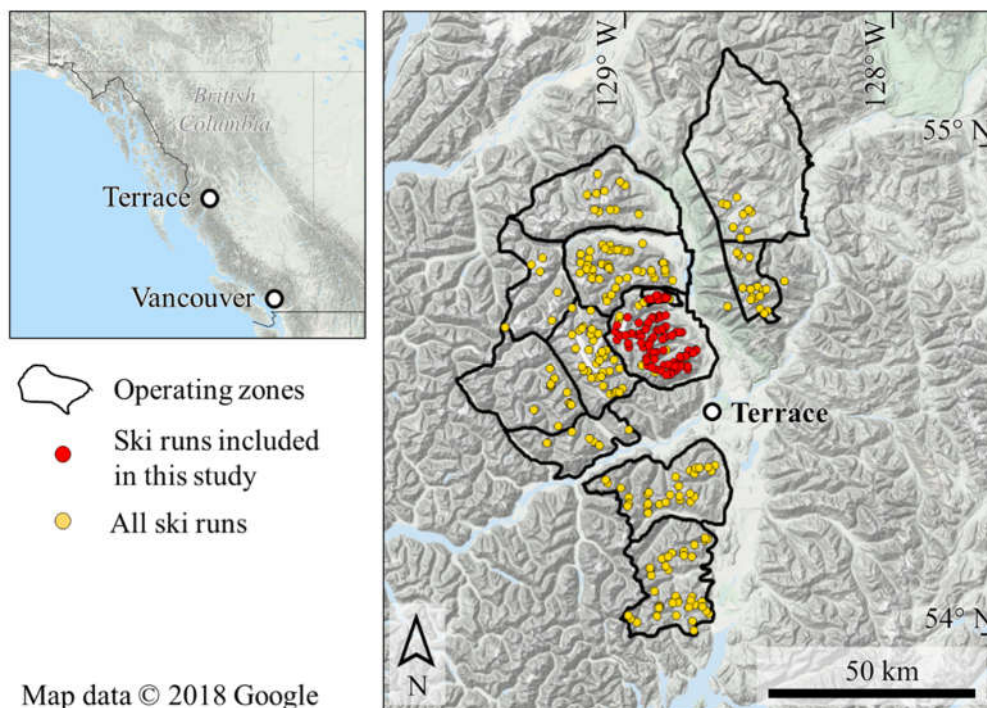 British
Columbia
Terrace
Vancouver
Operating zones
Ski runs included
in this study
All ski runs
Map data © 2018 Google
129° W
128° W
55° N
Terrace
54° N
N
50 km